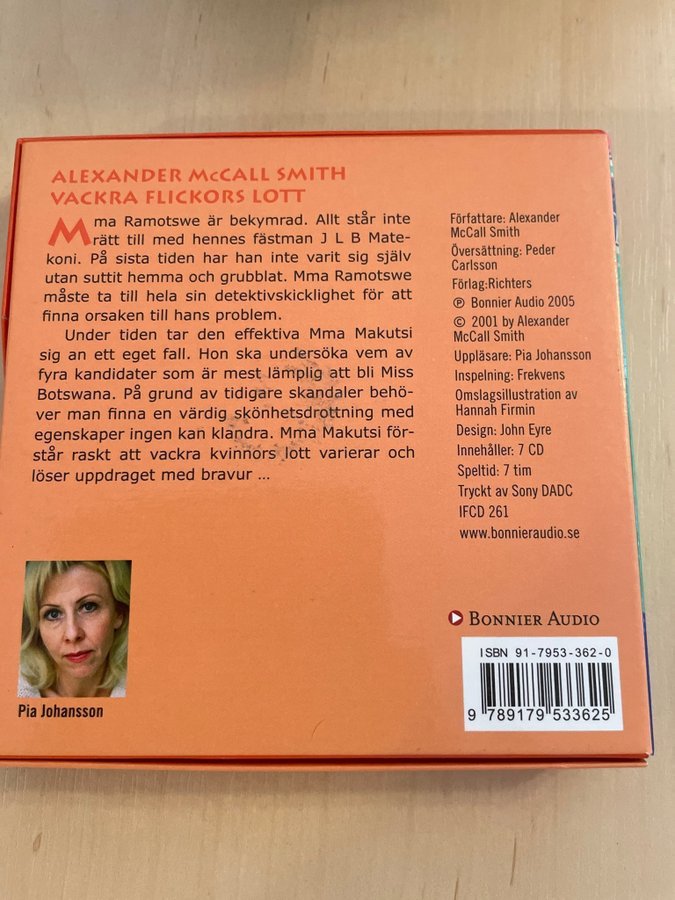 ALEXANDER McCALL SMITH
VACKRA FLICKORS LOTT
Mma Ramotswe är bekymrad. Allt står inte
rätt till med hennes fästman J L B Mate-
koni. På sista tiden har han inte varit sig själv
utan suttit hemma och grubblat. Mma Ramotswe
måste ta till hela sin detektivskicklighet för att
finna orsaken till hans problem.
Under tiden tar den effektiva Mma Makutsi
sig an ett eget fall. Hon ska undersöka vem av
fyra kandidater som är mest lämplig att bli Miss
Botswana. På grund av tidigare skandaler behö-
ver man finna en värdig skönhetsdrottning med
egenskaper ingen kan klandra. Mma Makutsi för-
står raskt att vackra kvinnors lott varierar och
löser uppdraget med bravur ...
Författare: Alexander
McCall Smith
Översättning: Peder
Carlsson
Förlag:Richters
℗ Bonnier Audio 2005
© 2001 by Alexander
McCall Smith
Uppläsare: Pia Johansson
Inspelning: Frekvens
Omslagsillustration av
Hannah Firmin
Design: John Eyre
Innehåller: 7 CD
Speltid: 7 tim
Tryckt av Sony DADC
IFCD 261
www.bonnieraudio.se
Pia Johansson
BONNIER AUDIO
ISBN 91-7953-362-0
9 789179 533625